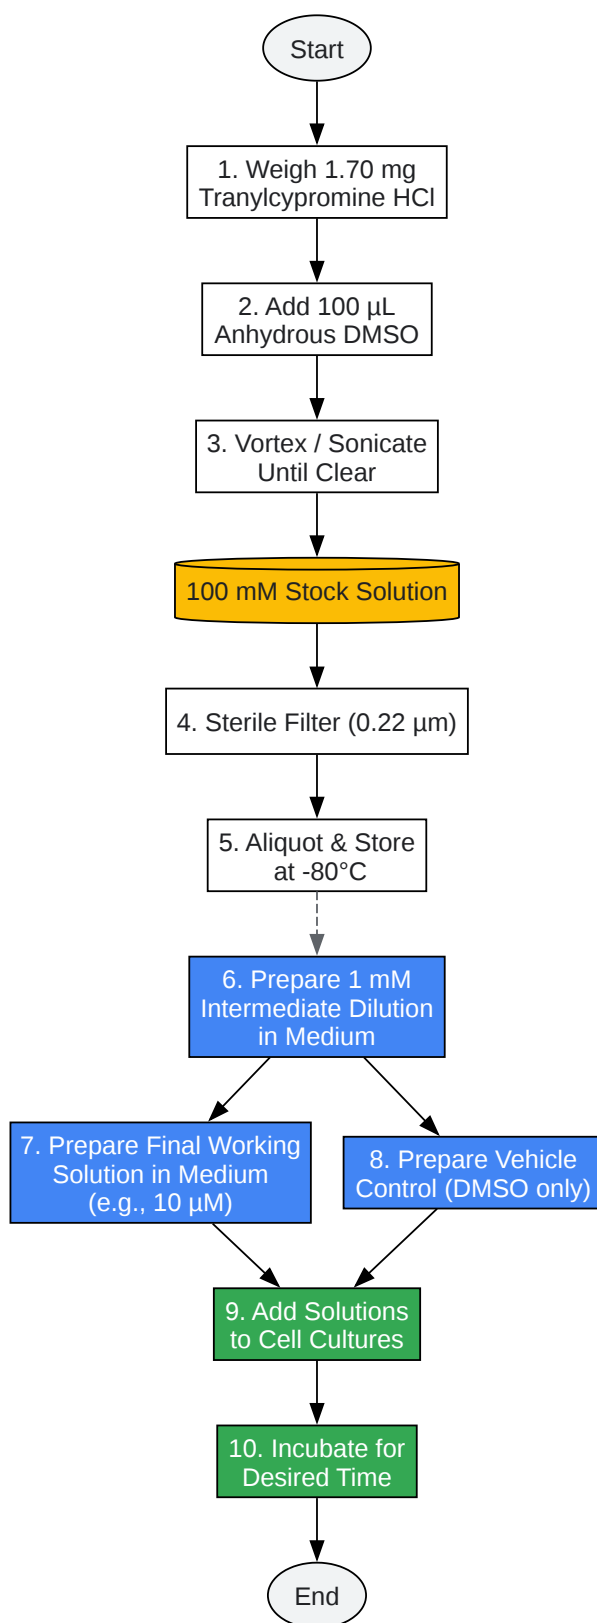 Start
1. Weigh 1.70 mg
Tranylcypromine HCl
2. Add 100 µL
Anhydrous DMSO
3. Vortex / Sonicate
Until Clear
100 mM Stock Solution
4. Sterile Filter (0.22 µm)
5. Aliquot & Store
at -80°C
6. Prepare 1 mM
Intermediate Dilution
in Medium
7. Prepare Final Working
Solution in Medium
(e.g., 10 µM)
8. Prepare Vehicle
Control (DMSO only)
9. Add Solutions
to Cell Cultures
10. Incubate for
Desired Time
End